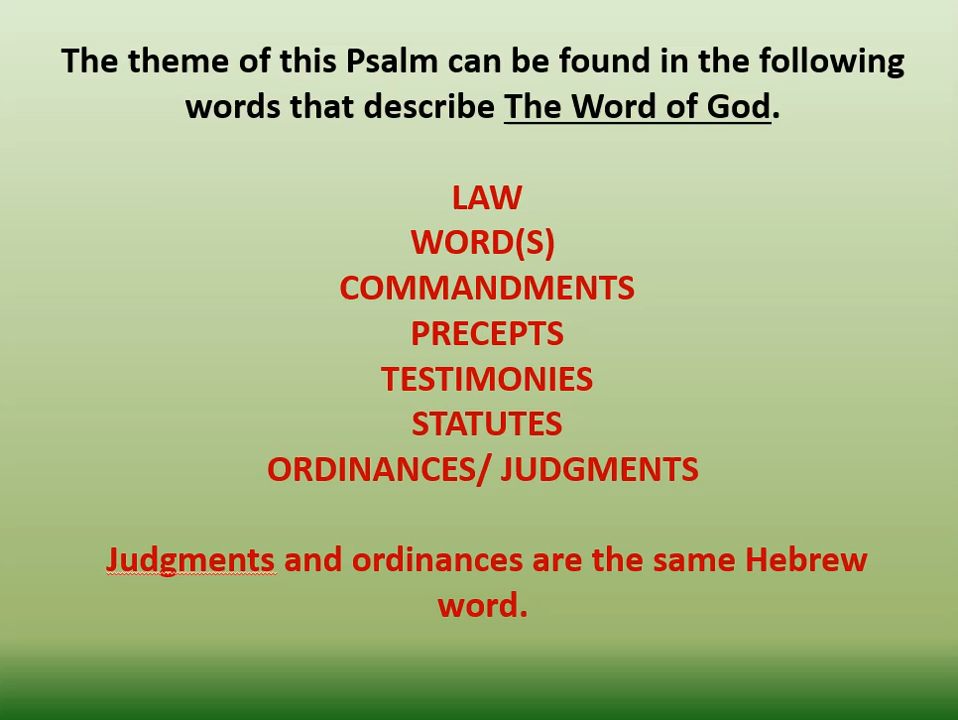 The theme of this Psalm can be found in the following
words that describe The Word of God.
LAW
WORD(S)
COMMANDMENTS
PRECEPTS
TESTIMONIES
STATUTES
ORDINANCES/ JUDGMENTS
Judgments and ordinances are the same Hebrew
word.